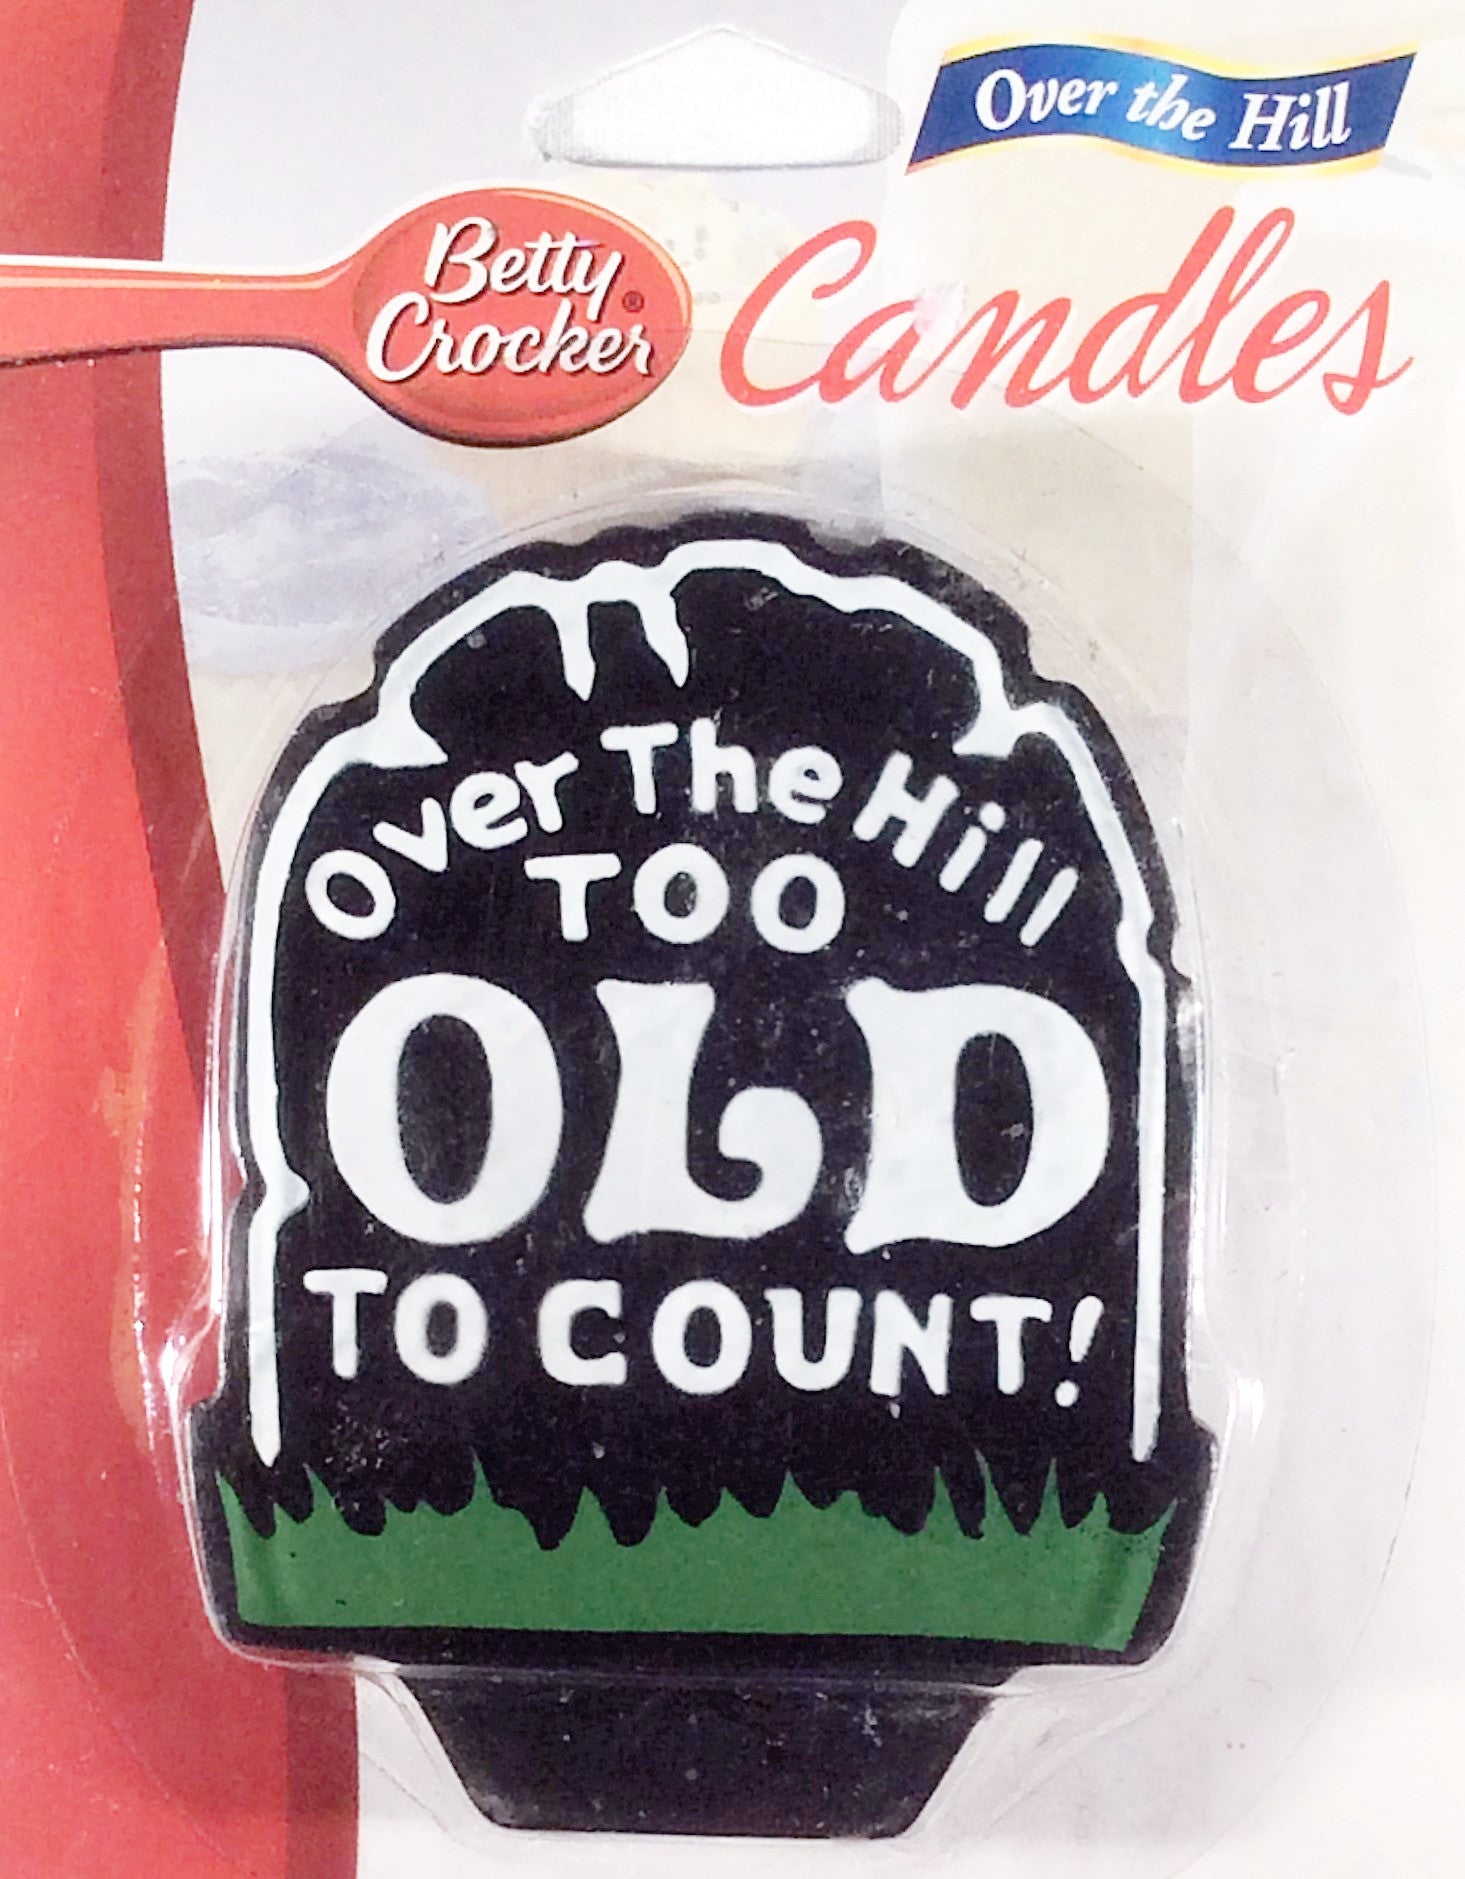 Over the Hill
Betty
Crocker®
Candles
Over The Hill
TOO
OLD
TO COUNT!